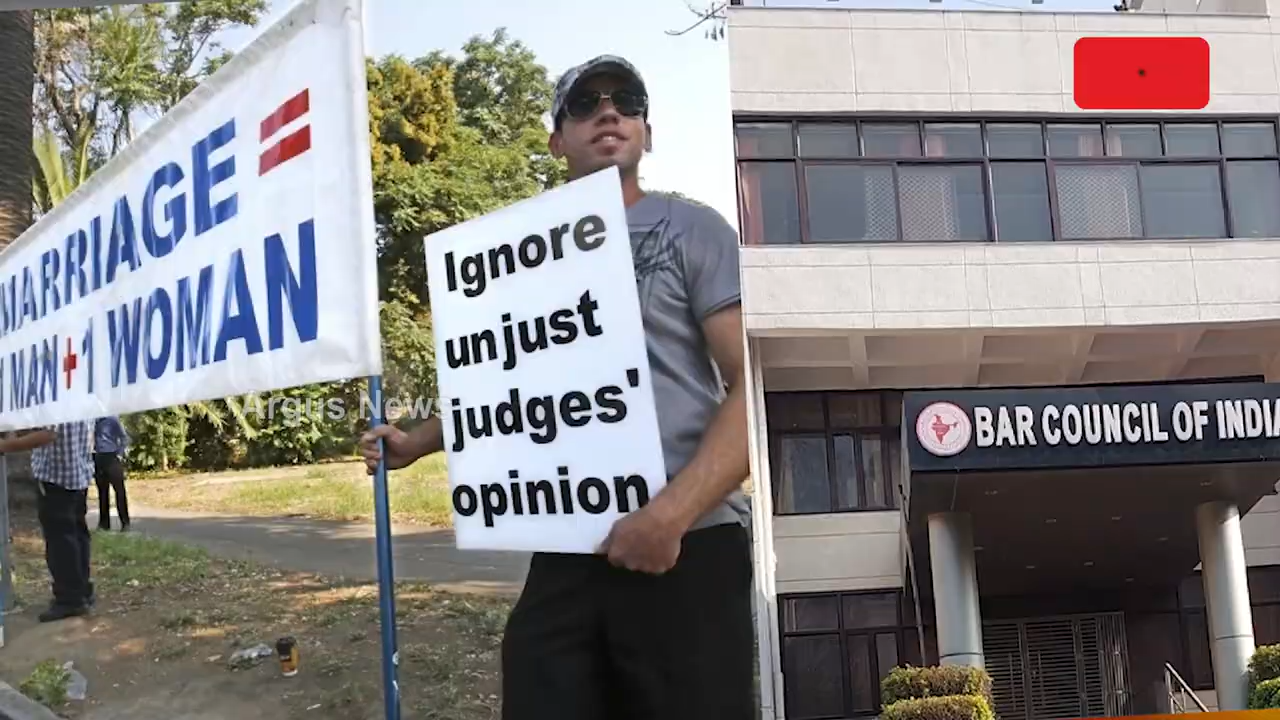 MARRIAGE =
1 MAN + 1 WOMAN
Ignore
unjust
judges'
opinion
Argus News
BAR COUNCIL OF INDIA